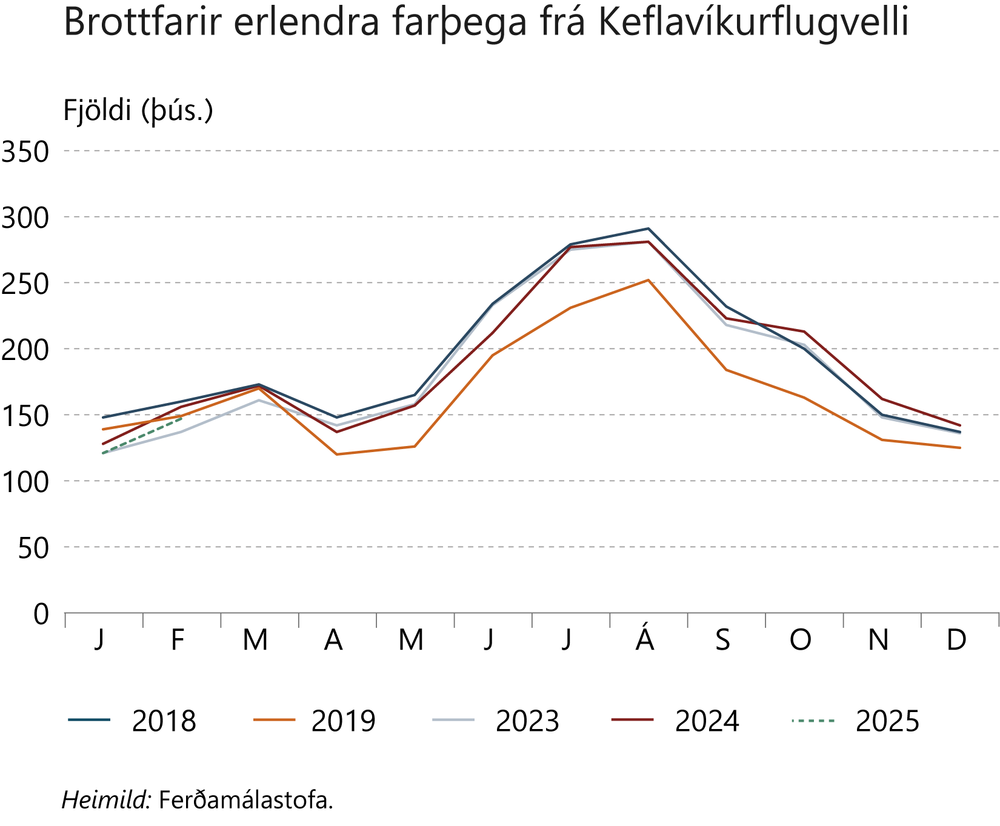 Brottfarir erlendra farþega frá Keflavíkurflugvelli
Fjöldi (þús.)
350
300
250
200
150
100
50
0
J F M A M J J Á S O N D
2018 2019 2023 2024 2025
Heimild: Ferðamálastofa.